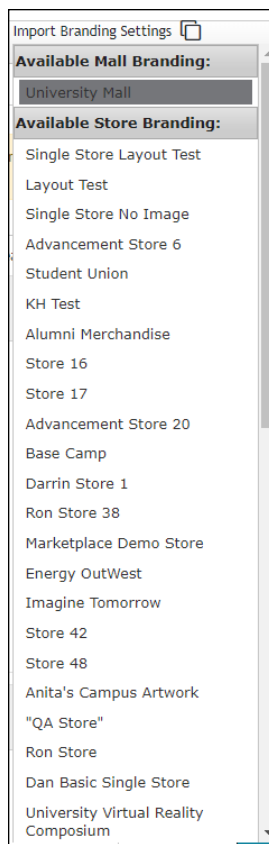 Import Branding Settings
Available Mall Branding:
University Mall
Available Store Branding:
Single Store Layout Test
Layout Test
Single Store No Image
Advancement Store 6
Student Union
KH Test
Alumni Merchandise
Store 16
Store 17
Advancement Store 20
Base Camp
Darrin Store 1
Ron Store 38
Marketplace Demo Store
Energy OutWest
Imagine Tomorrow
Store 42
Store 48
Anita's Campus Artwork
"QA Store"
Ron Store
Dan Basic Single Store
University Virtual Reality
Composium